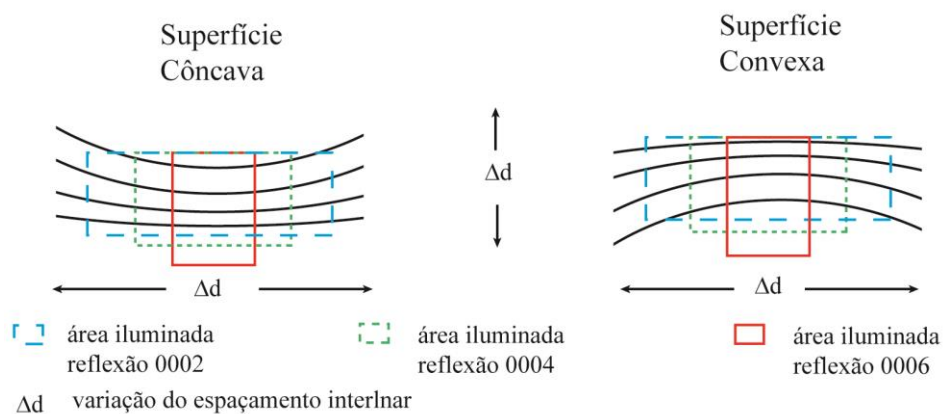 Superfície
Côncava
Superfície
Convexa
Δd
Δd
Δd
área iluminada
reflexão 0002
área iluminada
reflexão 0004
área iluminada
reflexão 0006
Δd variação do espaçamento interlnar